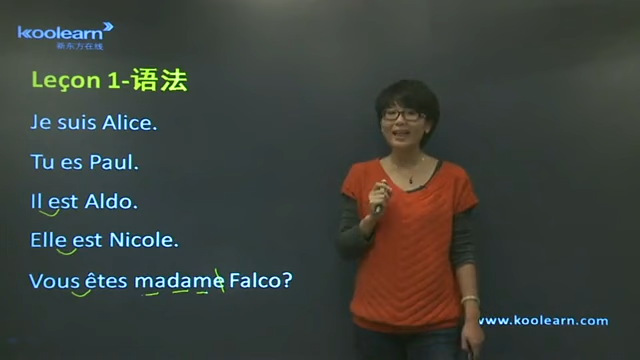 koolearn
新东方在线
Leçon 1-语法
Je suis Alice.
Tu es Paul.
Il est Aldo.
Elle est Nicole.
Vous êtes madame Falco?
www.koolearn.com